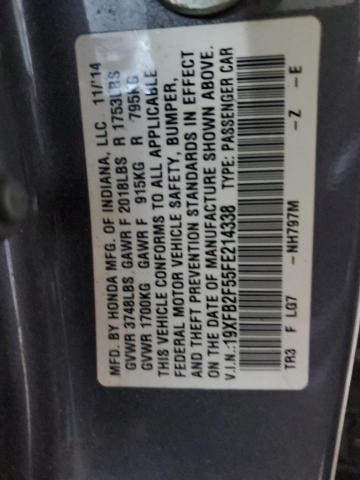 MFD. BY HONDA MFG. OF INDIANA, LLC 11/'14
GVWR 3748LBS GAWR F 2018LBS R 1753LBS
GVWR 1700KG GAWR F 915KG R 795KG
THIS VEHICLE CONFORMS TO ALL APPLICABLE
FEDERAL MOTOR VEHICLE SAFETY, BUMPER,
AND THEFT PREVENTION STANDARDS IN EFFECT
ON THE DATE OF MANUFACTURE SHOWN ABOVE.
V.I.N.:19XFB2F55FE214338 TYPE: PASSENGER CAR
TR3 F LG7 -NH797M -Z -E